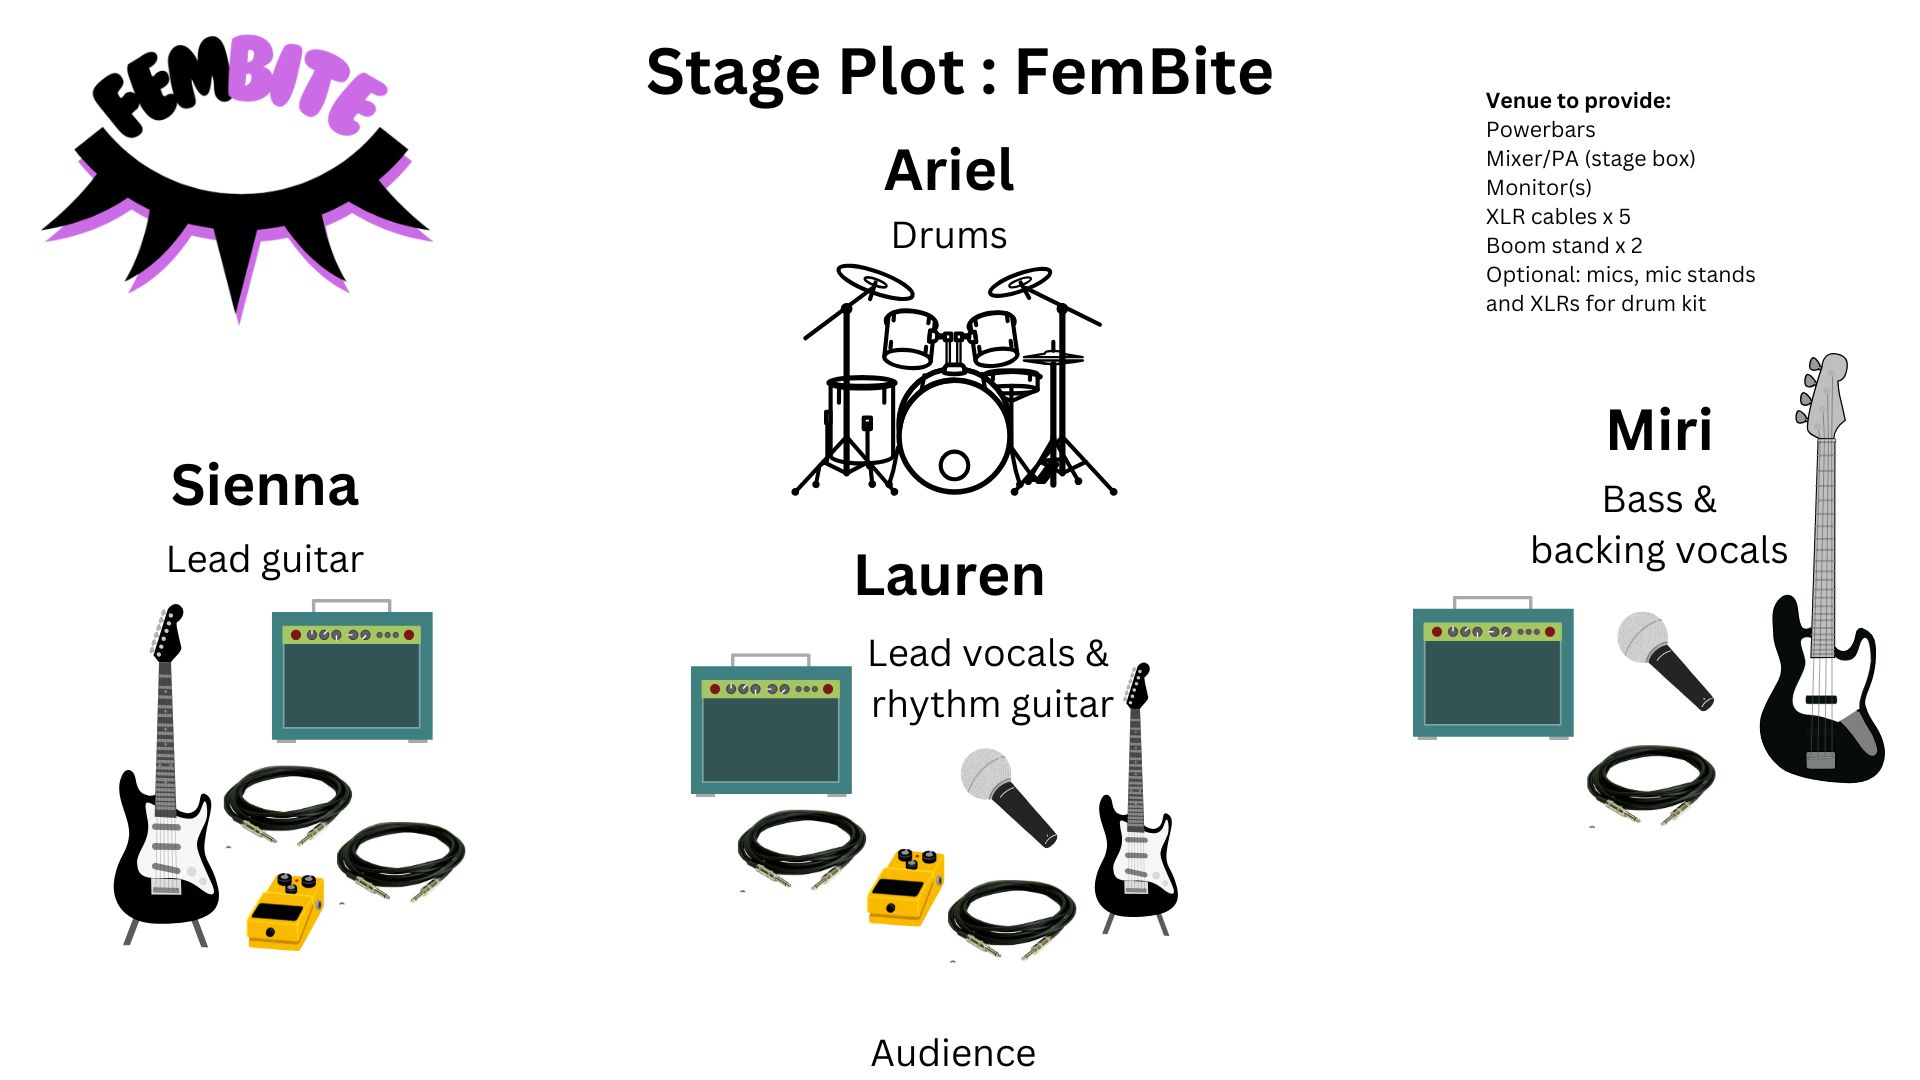 FEMBITE
Stage Plot : FemBite
Venue to provide:
Powerbars
Mixer/PA (stage box)
Monitor(s)
XLR cables x 5
Boom stand x 2
Optional: mics, mic stands
and XLRs for drum kit
Ariel
Drums
Sienna
Lead guitar
Lauren
Lead vocals &
rhythm guitar
Miri
Bass &
backing vocals
Audience